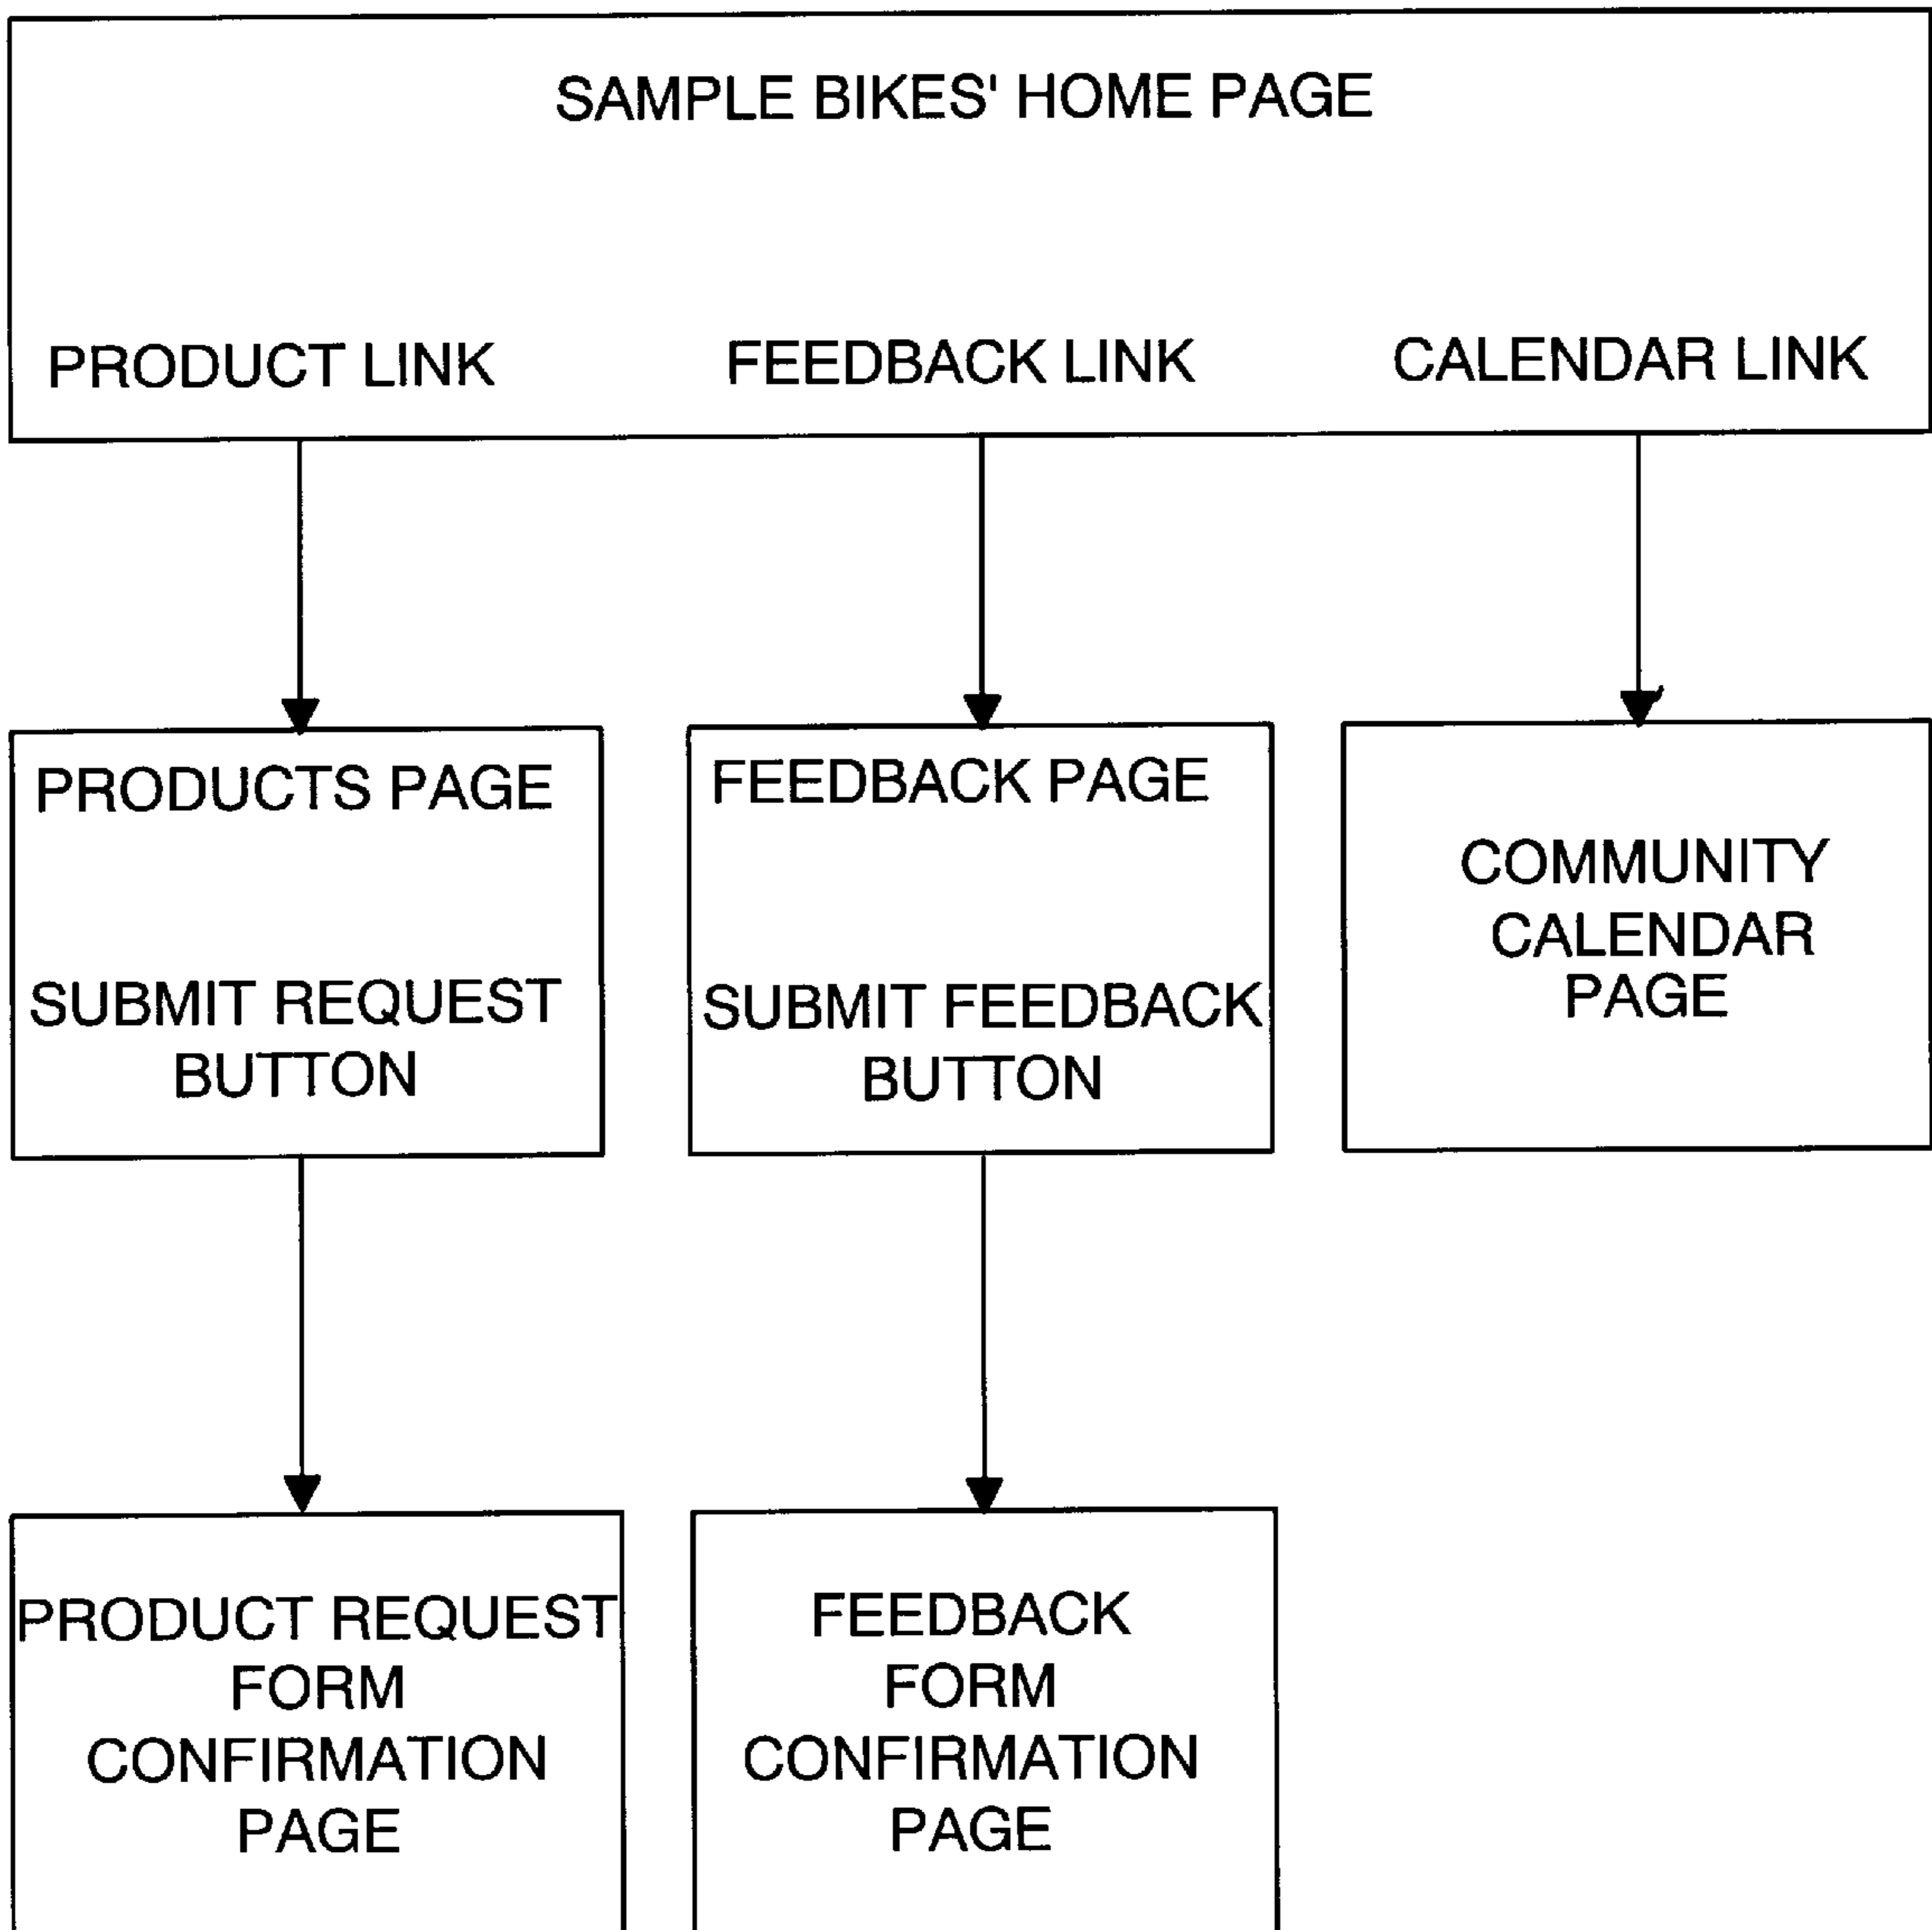 SAMPLE BIKES' HOME PAGE
PRODUCT LINK
FEEDBACK LINK
CALENDAR LINK
PRODUCTS PAGE
SUBMIT REQUEST
BUTTON
FEEDBACK PAGE
SUBMIT FEEDBACK
BUTTON
COMMUNITY
CALENDAR
PAGE
PRODUCT REQUEST
FORM
CONFIRMATION
PAGE
FEEDBACK
FORM
CONFIRMATION
PAGE